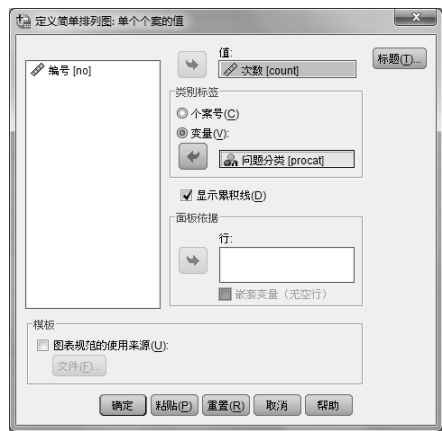 定义简单排列图: 单个个案的值
编号 [no]
值:
次数 [count]
标题(T)...
类别标签
个案号(C)
变量(V):
问题分类 [procat]
显示累积线(D)
面板依据
行:
嵌套变量（无空行）
模板
图表规范的使用来源(U):
文件(F)...
确定 粘贴(P) 重置(R) 取消 帮助